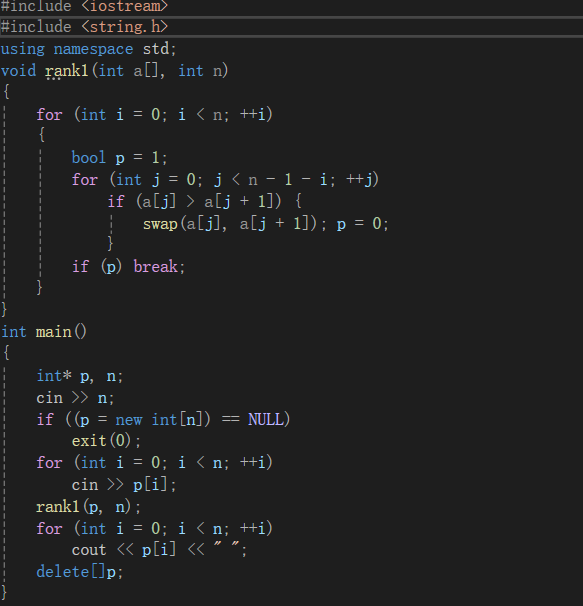 #include <iostream>
#include <string.h>
using namespace std;
void rank1(int a[], int n)
{
    for (int i = 0; i < n; ++i)
    {
        bool p = 1;
        for (int j = 0; j < n - 1 - i; ++j)
            if (a[j] > a[j + 1]) {
                swap(a[j], a[j + 1]); p = 0;
            }
        if (p) break;
    }
}
int main()
{
    int* p, n;
    cin >> n;
    if ((p = new int[n]) == NULL)
        exit(0);
    for (int i = 0; i < n; ++i)
        cin >> p[i];
    rank1(p, n);
    for (int i = 0; i < n; ++i)
        cout << p[i] << " ";
    delete[]p;
}